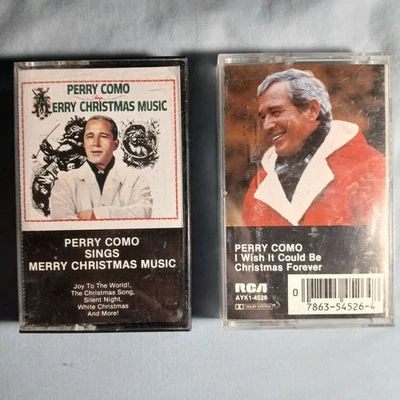 PERRY COMO
Sings
MERRY CHRISTMAS MUSIC
PERRY COMO
SINGS
MERRY CHRISTMAS MUSIC
Joy To The World!,
The Christmas Song,
Silent Night,
White Christmas
And More!
PERRY COMO
I Wish It Could Be
Christmas Forever
RCA
AYK1-4526
DOLBY SYSTEM
0
7863-54526-4